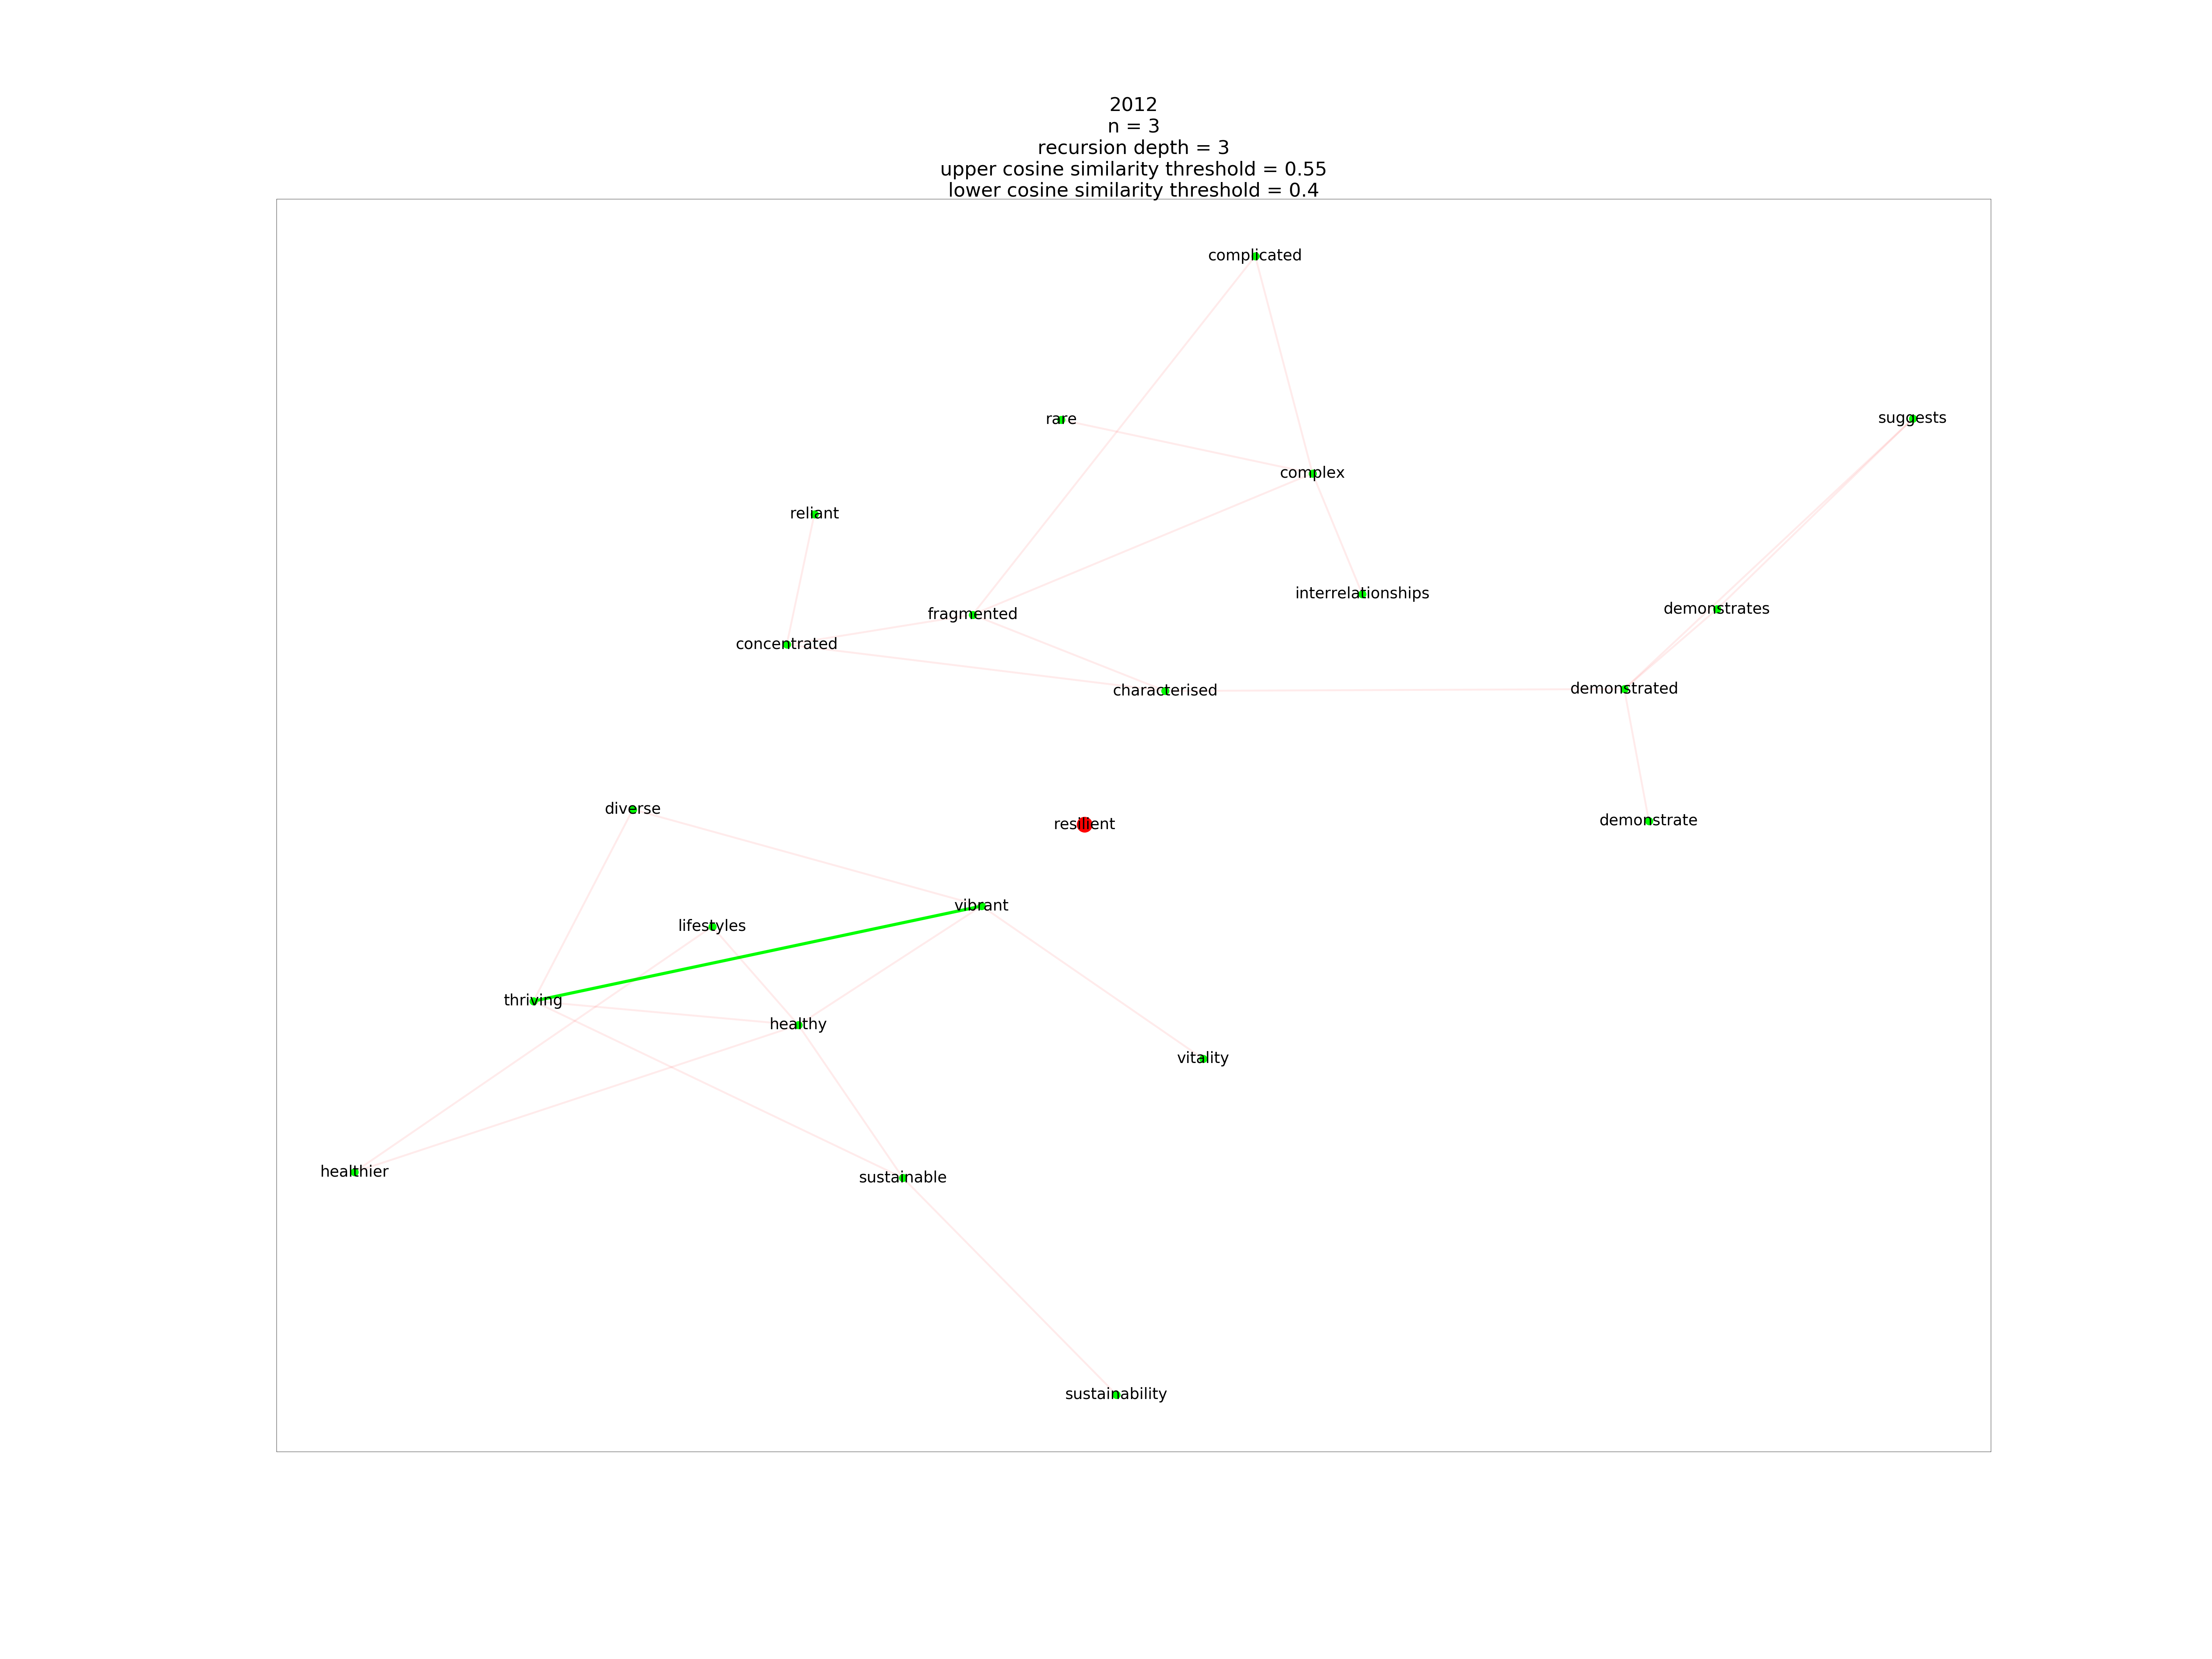 2012
n = 3
recursion depth = 3
upper cosine similarity threshold = 0.55
lower cosine similarity threshold = 0.4
complicated
rare
suggests
complex
reliant
interrelationships
demonstrates
fragmented
concentrated
characterised
demonstrated
diverse
resilient
demonstrate
vibrant
lifestyles
thriving
healthy
vitality
healthier
sustainable
sustainability